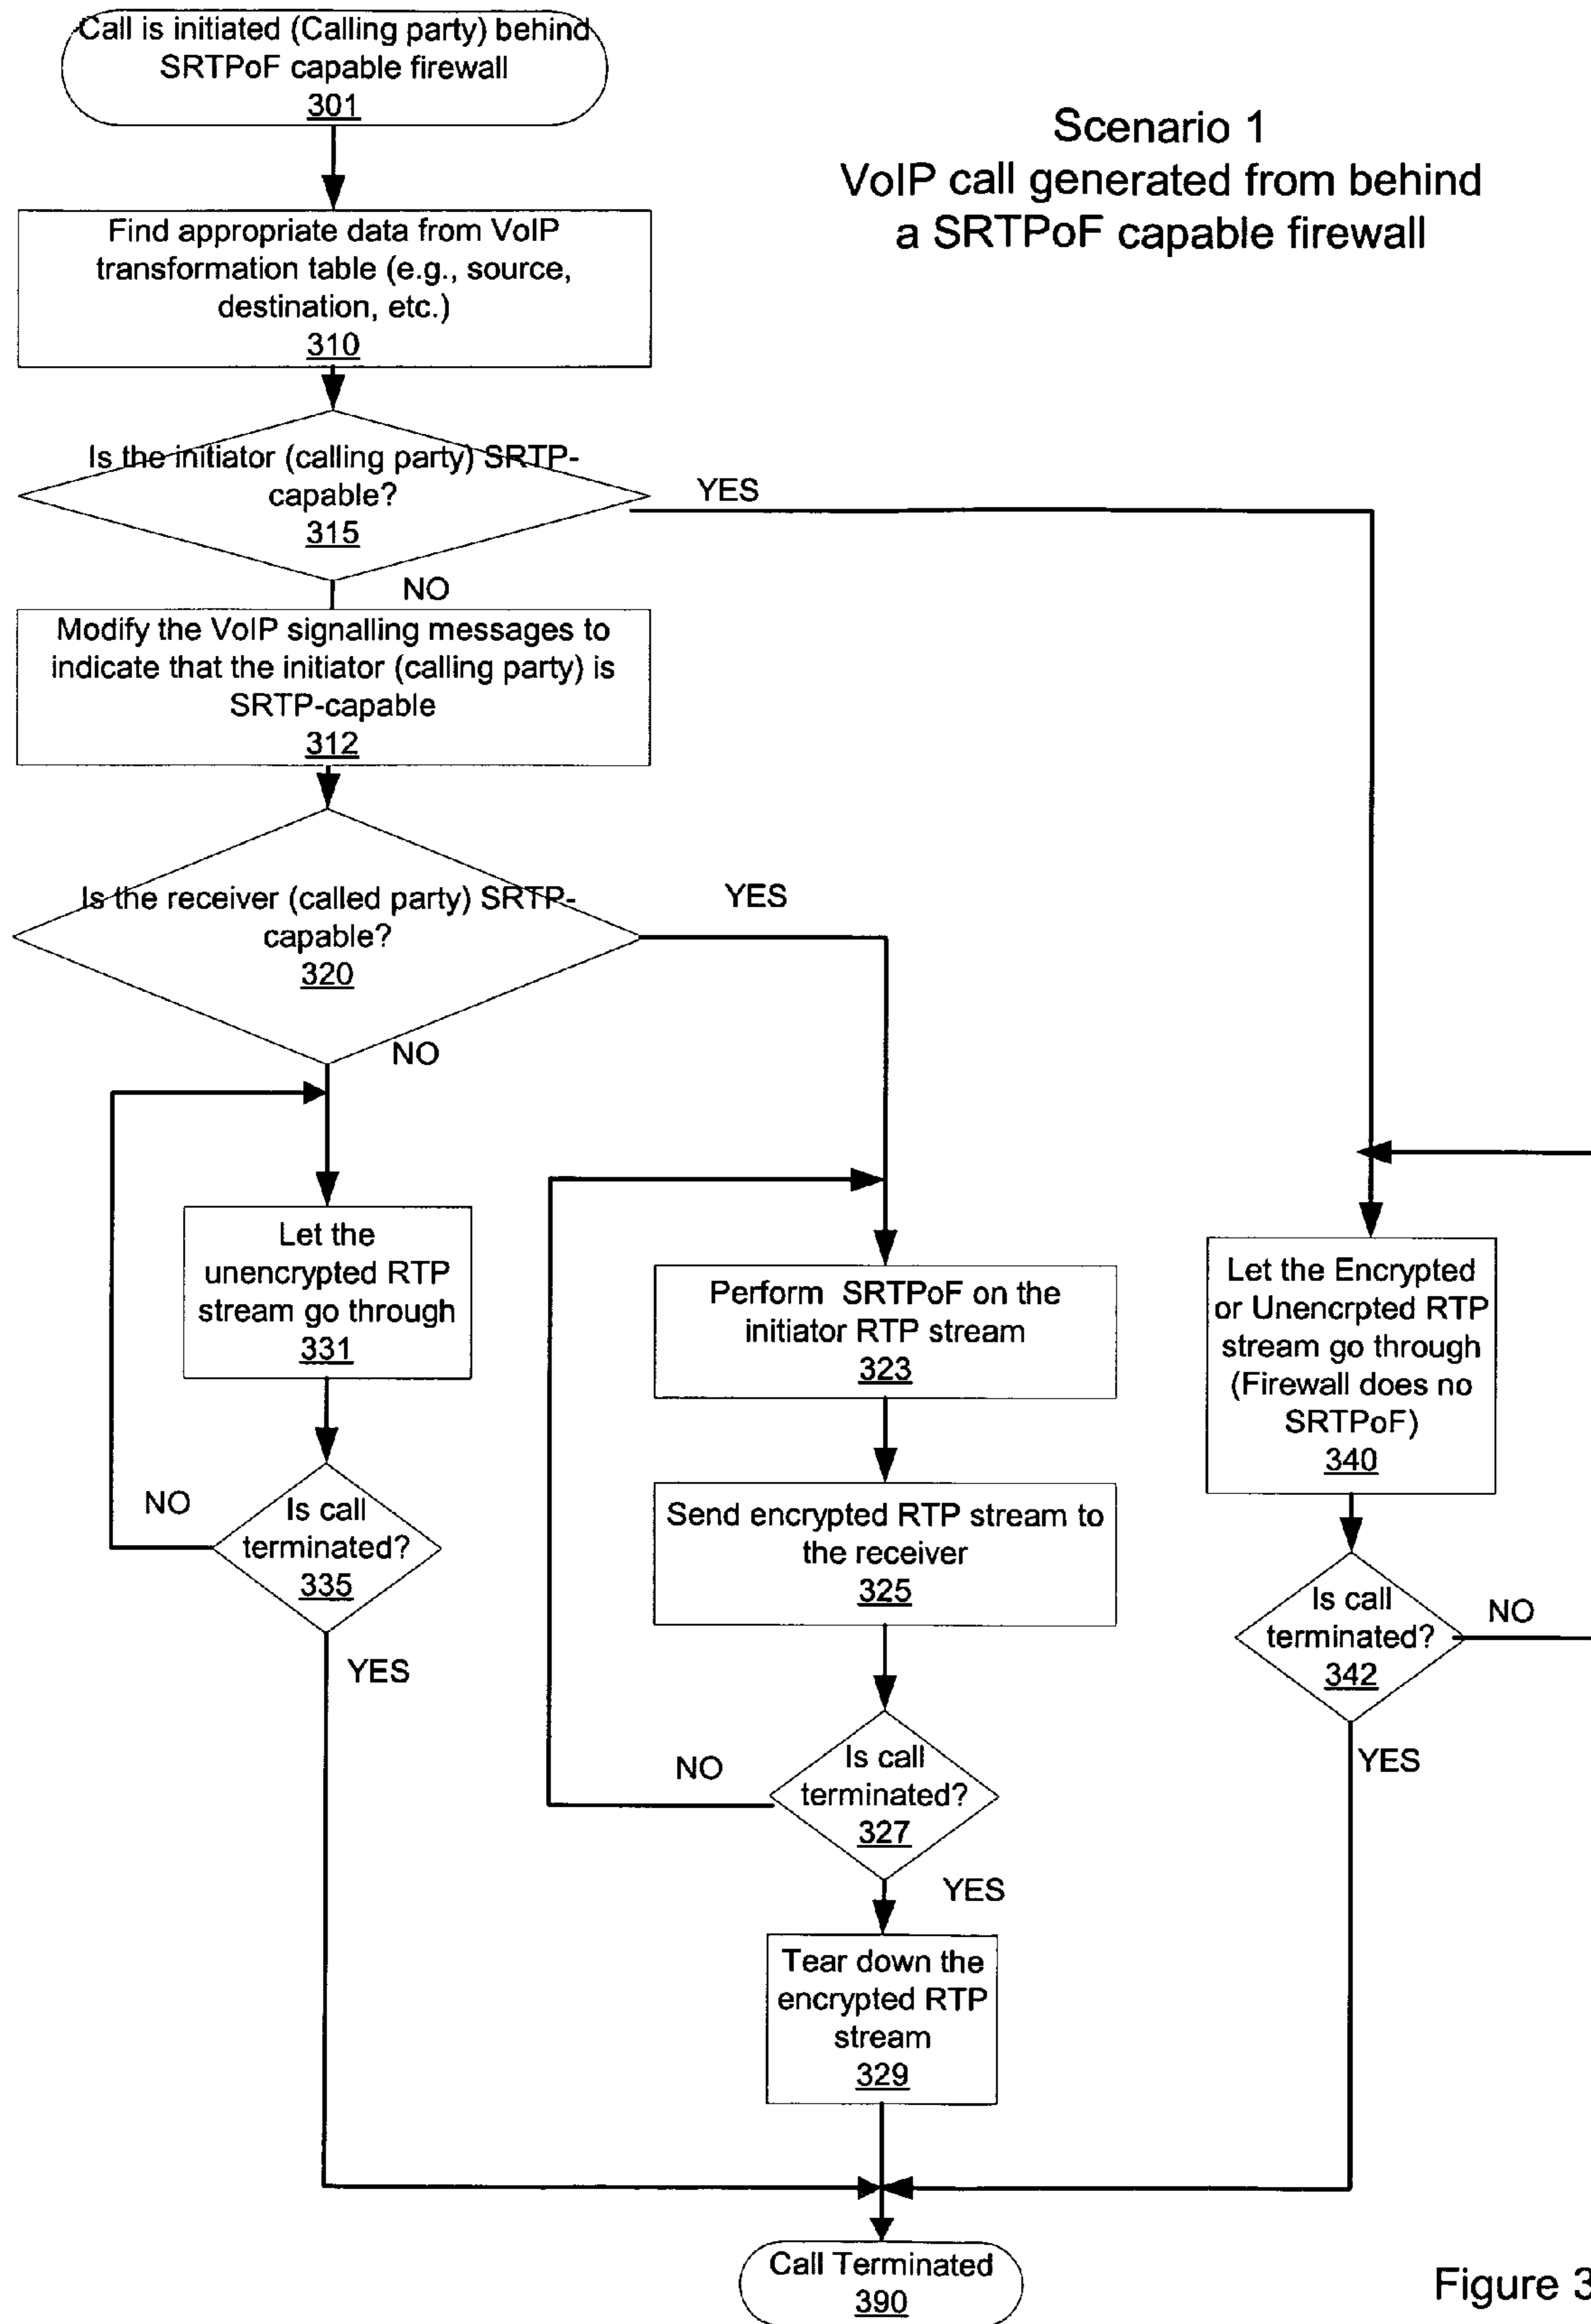 Call is initiated (Calling party) behind
SRTPoF capable firewall
301
Scenario 1
VoIP call generated from behind
a SRTPoF capable firewall
Find appropriate data from VoIP
transformation table (e.g., source,
destination, etc.)
310
Is the initiator (calling party) SRTP-
capable?
315
YES
NO
Modify the VoIP signalling messages to
indicate that the initiator (calling party) is
SRTP-capable
312
Is the receiver (called party) SRTP-
capable?
320
YES
NO
Let the
unencrypted RTP
stream go through
331
Is call
terminated?
335
NO
YES
Perform SRTPoF on the
initiator RTP stream
323
Send encrypted RTP stream to
the receiver
325
Is call
terminated?
327
NO
YES
Tear down the
encrypted RTP
stream
329
Let the Encrypted
or Unencrpted RTP
stream go through
(Firewall does no
SRTPoF)
340
Is call
terminated?
342
NO
YES
Call Terminated
390
Figure 3